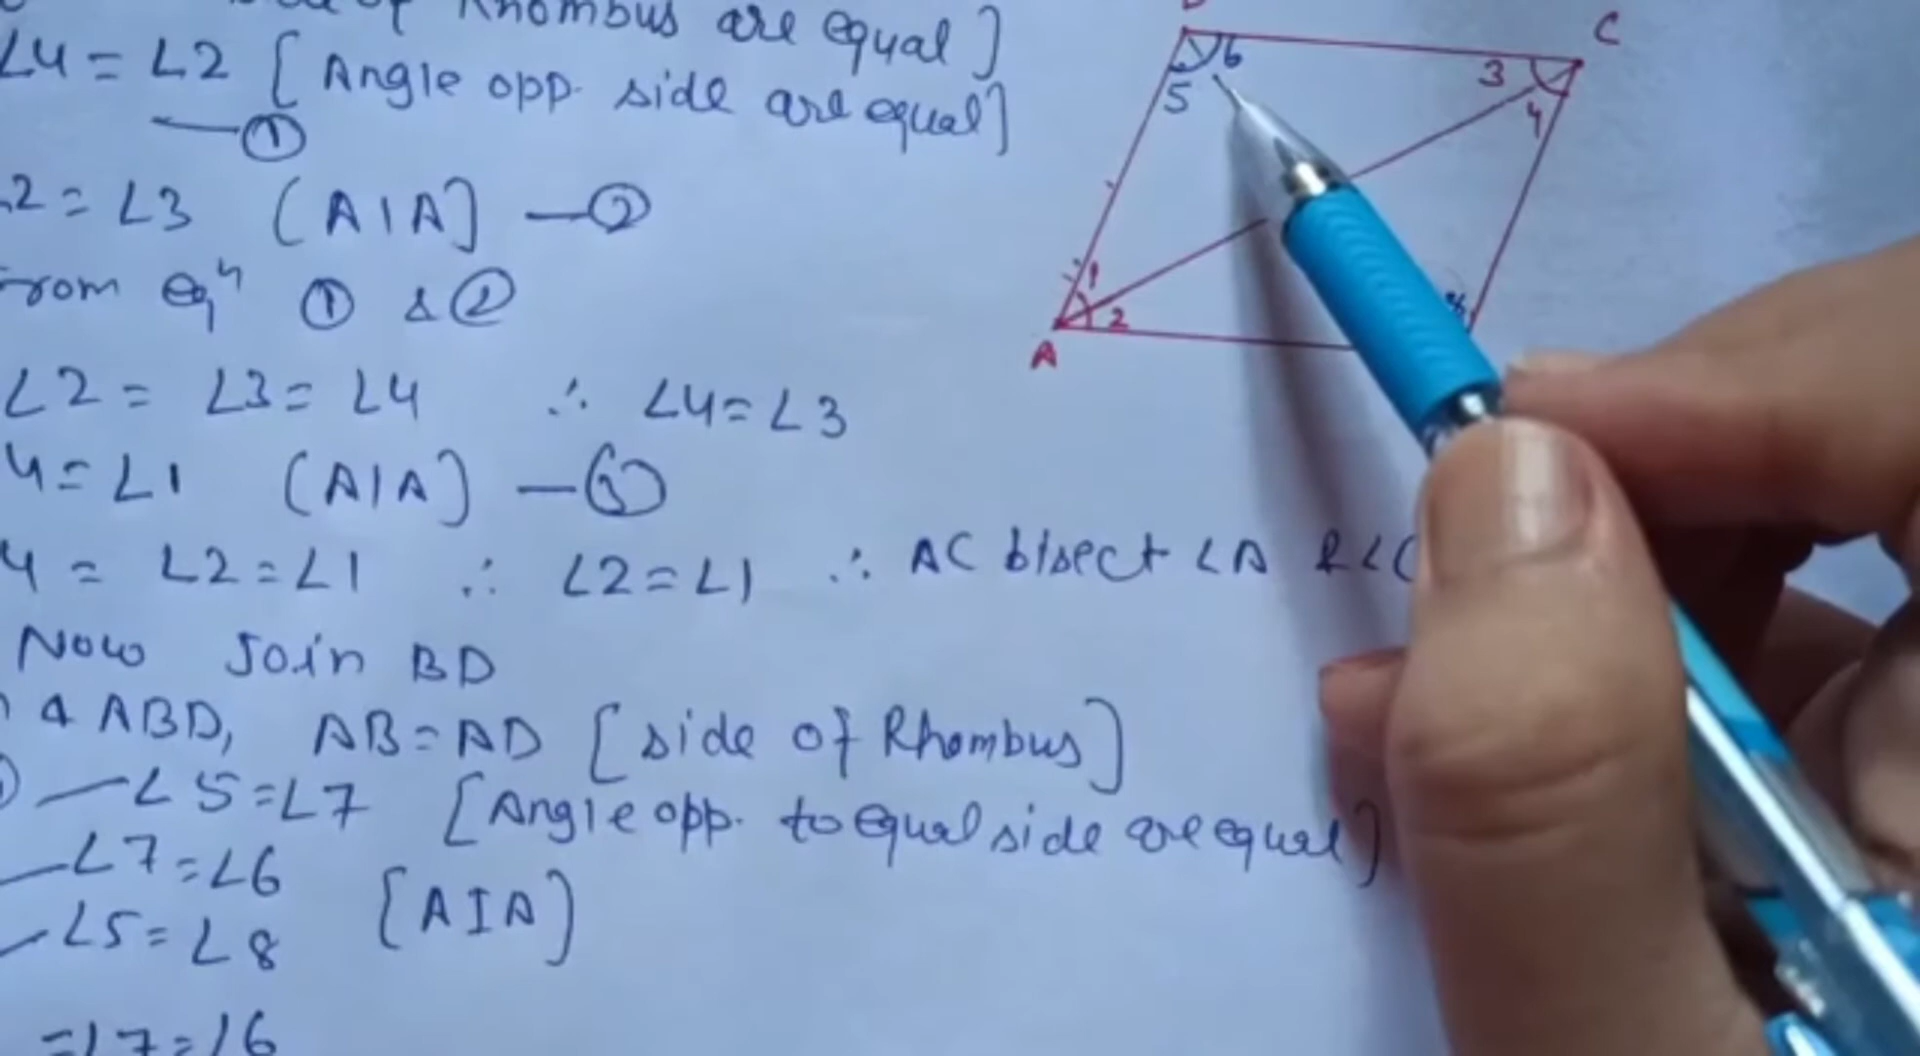 of Rhombus are equal]
∠4 = ∠2 [Angle opp. side are equal]
—①
∠2 = ∠3 (AIA] —②
From eqn ① & ②
∠2 = ∠3 = ∠4 ∴ ∠4 = ∠3
4 = ∠1 (AIA) —③
4 = ∠2 = ∠1 ∴ ∠2 = ∠1 ∴ AC bisect ∠A & ∠C
Now Join BD
Δ ABD, AB = AD [side of Rhombus]
—∠5 = ∠7 [Angle opp. to equal side are equal]
—∠7 = ∠6
[AIA]
—∠5 = ∠8
= ∠7 = ∠6
C
6
3
5
4
1
2
A